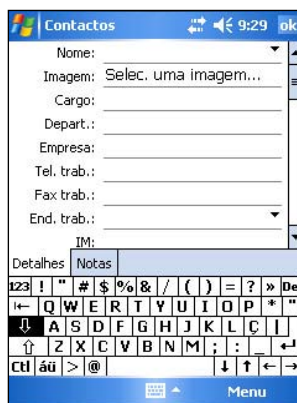 Contactos 9:29 ok
Nome:
Imagem: Selec. uma imagem...
Cargo:
Depart.:
Empresa:
Tel. trab.:
Fax trab.:
End. trab.:
IM:
Detalhes Notas
123 ! " # $ % & / ( ) = ? » De
Q W E R T Y U I O P * "
A S D F G H J K L Ç |
Z X C V B N M ; : _
Ctl áü > @
Menu